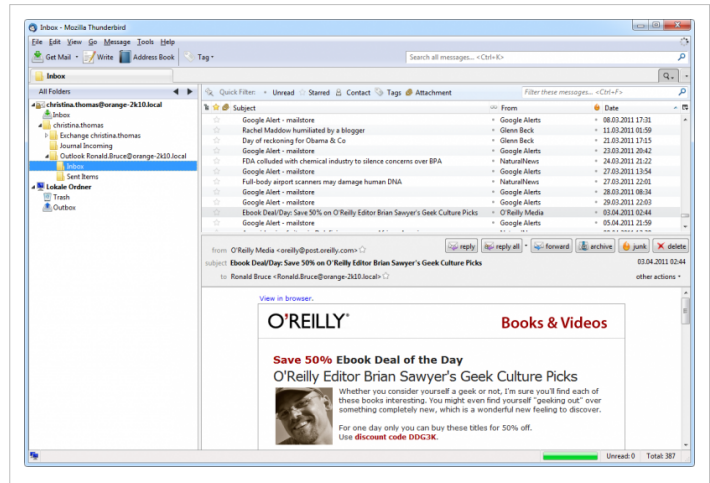 Inbox - Mozilla Thunderbird
File Edit View Go Message Tools Help
Get Mail Write Address Book Tag Search all messages... <Ctrl+K>
Inbox
All Folders
christina.thomas@orange-2k10.local
Inbox
christina.thomas
Exchange christina.thomas
Journal Incoming
Outlook Ronald.Bruce@orange-2k10.local
Inbox
Sent Items
Lokale Ordner
Trash
Outbox
Quick Filter: Unread Starred Contact Tags Attachment Filter these messages... <Ctrl+F>
Subject From Date
Google Alert - mailstore Google Alerts 08.03.2011 17:31
Rachel Maddow humiliated by a blogger Glenn Beck 11.03.2011 01:59
Day of reckoning for Obama & Co Glenn Beck 21.03.2011 17:15
Google Alert - mailstore Google Alerts 23.03.2011 20:42
FDA colluded with chemical industry to silence concerns over BPA NaturalNews 24.03.2011 21:22
Google Alert - mailstore Google Alerts 27.03.2011 13:54
Full-body airport scanners may damage human DNA NaturalNews 27.03.2011 22:01
Google Alert - mailstore Google Alerts 28.03.2011 08:34
Google Alert - mailstore Google Alerts 29.03.2011 22:03
Ebook Deal/Day: Save 50% on O'Reilly Editor Brian Sawyer's Geek Culture Picks O'Reilly Media 03.04.2011 02:44
Google Alert - mailstore Google Alerts 05.04.2011 21:59
from O'Reilly Media <oreilly@post.oreilly.com> reply reply all forward archive junk delete
subject Ebook Deal/Day: Save 50% on O'Reilly Editor Brian Sawyer's Geek Culture Picks 03.04.2011 02:44
to Ronald Bruce <Ronald.Bruce@orange-2k10.local> other actions
View in browser.
O'REILLY Books & Videos
Save 50% Ebook Deal of the Day
O'Reilly Editor Brian Sawyer's Geek Culture Picks
Whether you consider yourself a geek or not, I'm sure you'll find each of
these books interesting. You might even find yourself "geeking out" over
something completely new, which is a wonderful new feeling to discover.
For one day only you can buy these titles for 50% off.
Use discount code DDG3K.
Unread: 0 Total: 387